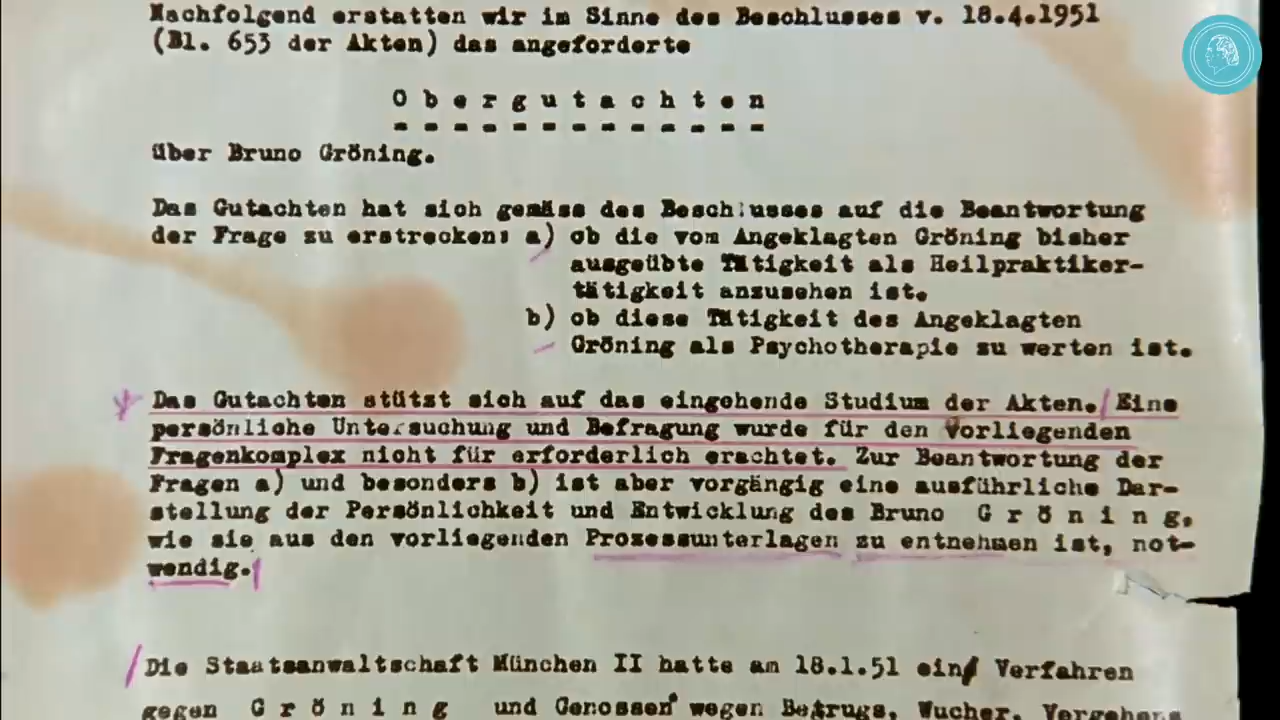 Nachfolgend erstatten wir im Sinne des Beschlusses v. 18.4.1951
(Bl. 653 der Akten) das angeforderte
O b e r g u t a c h t e n
über Bruno Gröning.
Das Gutachten hat sich gemäss des Beschlusses auf die Beantwortung
der Frage zu erstrecken: a) ob die vom Angeklagten Gröning bisher
ausgeübte Tätigkeit als Heilpraktiker-
tätigkeit anzusehen ist.
b) ob diese Tätigkeit des Angeklagten
Gröning als Psychotherapie zu werten ist.
Das Gutachten stützt sich auf das eingehende Studium der Akten. Eine
persönliche Untersuchung und Befragung wurde für den vorliegenden
Fragenkomplex nicht für erforderlich erachtet. Zur Beantwortung der
Fragen a) und besonders b) ist aber vorgängig eine ausführliche Dar-
stellung der Persönlichkeit und Entwicklung des Bruno G r ö n i n g,
wie sie aus den vorliegenden Prozessunterlagen zu entnehmen ist, not-
wendig.
Die Staatsanwaltschaft München II hatte am 18.1.51 ein Verfahren
gegen G r ö n i n g und Genossen wegen Betrugs, Wucher, Vergehens